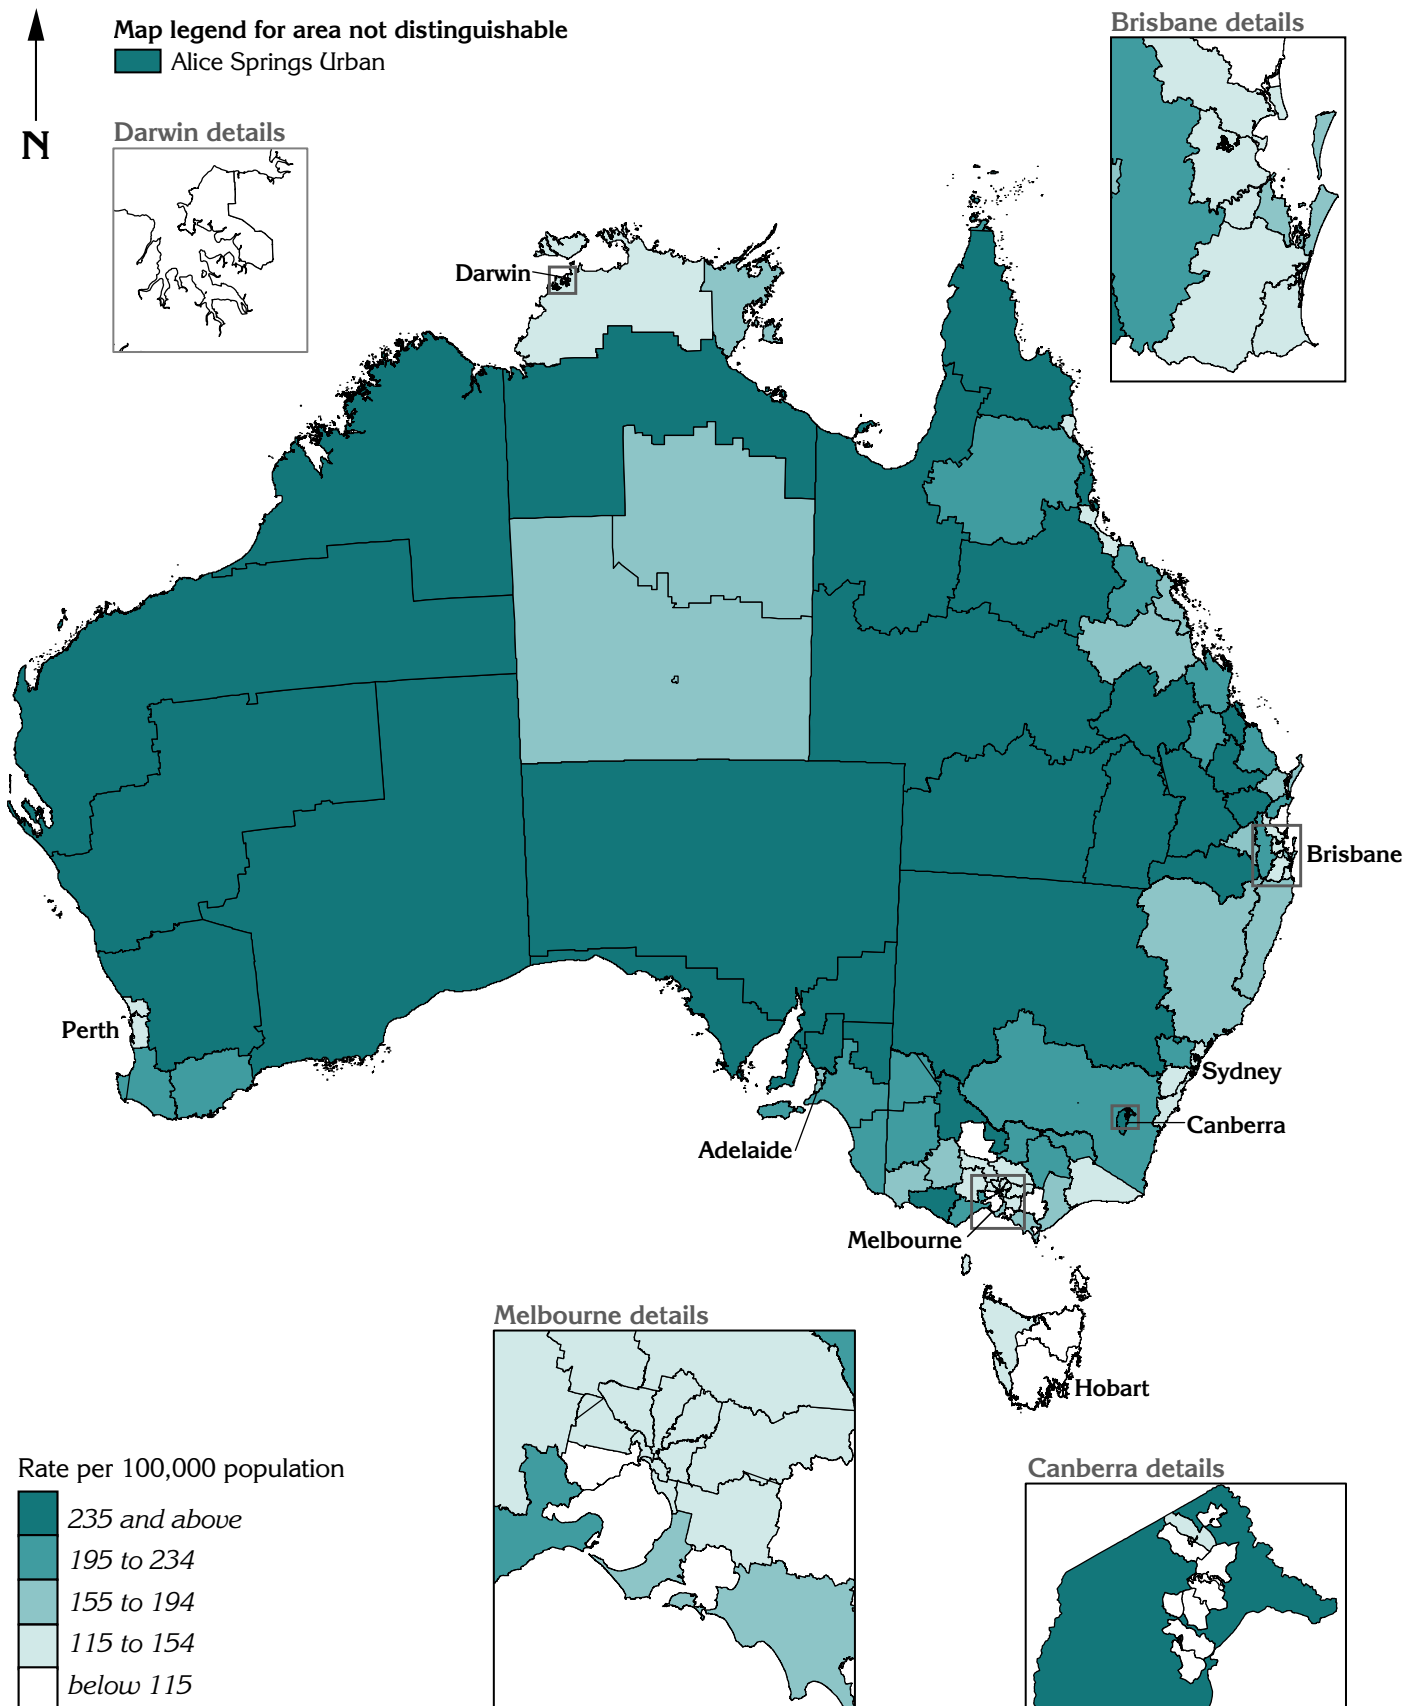 Map legend for area not distinguishable
Alice Springs Urban
Brisbane details
Darwin details
N
Darwin
Brisbane
Perth
Sydney
Canberra
Adelaide
Melbourne
Hobart
Melbourne details
Canberra details
Rate per 100,000 population
235 and above
195 to 234
155 to 194
115 to 154
below 115